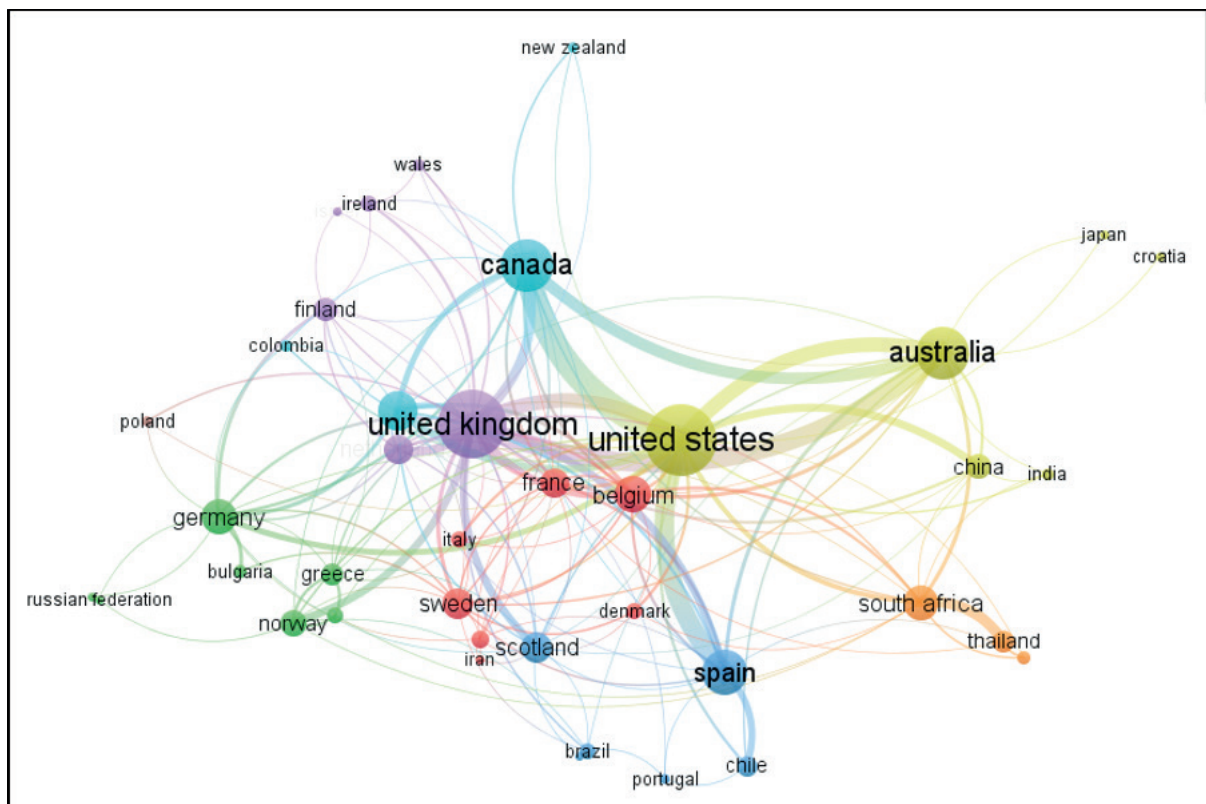 new zealand
wales
ireland
japan
croatia
canada
finland
colombia
australia
poland
united kingdom
united states
china
india
france
belgium
germany
italy
bulgaria
greece
russian federation
sweden
denmark
south africa
norway
scotland
thailand
iran
spain
brazil
portugal
chile